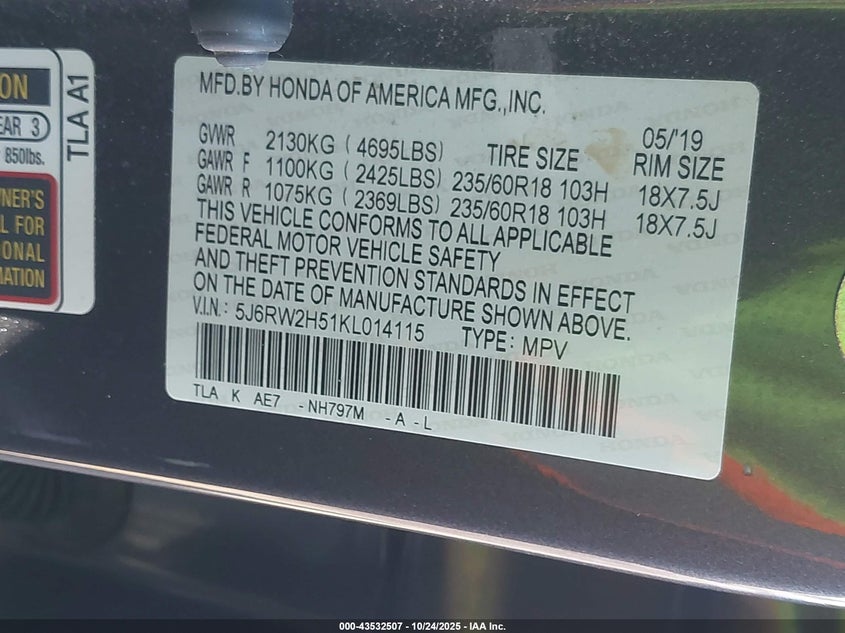 ON
EAR 3
850lbs.
TLA A1
WNER'S
L FOR
IONAL
MATION
MFD.BY HONDA OF AMERICA MFG.,INC.
05/'19
GVWR 2130KG (4695LBS) TIRE SIZE RIM SIZE
GAWR F 1100KG (2425LBS) 235/60R18 103H 18X7.5J
GAWR R 1075KG (2369LBS) 235/60R18 103H 18X7.5J
THIS VEHICLE CONFORMS TO ALL APPLICABLE
FEDERAL MOTOR VEHICLE SAFETY
AND THEFT PREVENTION STANDARDS IN EFFECT
ON THE DATE OF MANUFACTURE SHOWN ABOVE.
V.I.N.: 5J6RW2H51KL014115 TYPE: MPV
TLA K AE7 -NH797M -A-L
000-43532507 - 10/24/2025 - IAA Inc.